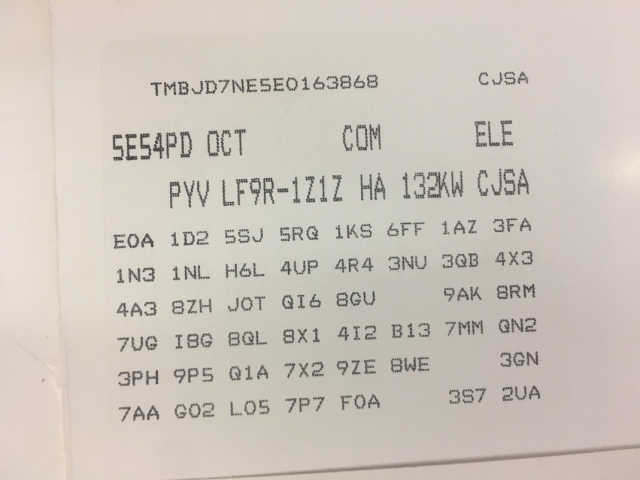 TMBJD7NE5E0163868 CJSA
5E54PD OCT COM ELE
PYV LF9R-1Z1Z HA 132KW CJSA
E0A 1D2 5SJ 5RQ 1KS 6FF 1AZ 3FA
1N3 1NL H6L 4UP 4R4 3NU 3QB 4X3
4A3 8ZH J0T QI6 8GU 9AK 8RM
7UG I8G 8QL 8X1 4I2 B13 7MM QN2
3PH 9P5 Q1A 7X2 9ZE 8WE 3GN
7AA G02 L05 7P7 F0A 3S7 2UA